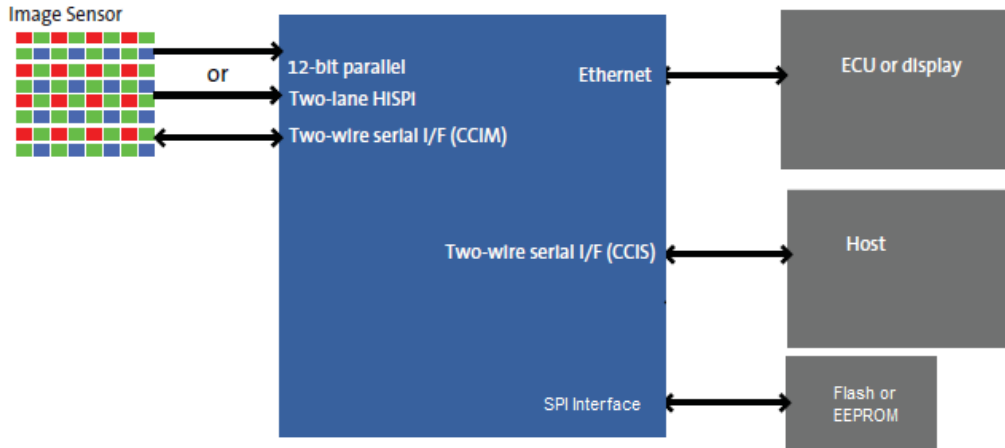 Image Sensor
or
12-bit parallel
Two-lane HISPI
Two-wire serial I/F (CCIM)
Ethernet
ECU or display
Two-wire serial I/F (CCIS)
Host
SPI Interface
Flash or
EEPROM